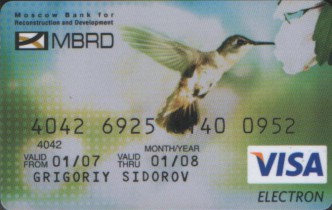 Moscow Bank for
Reconstruction and Development
MBRD
4042 6925 140 0952
4042
MONTH/YEAR
VALID FROM 01/07 VALID THRU 01/08
GRIGORIY SIDOROV
VISA
ELECTRON